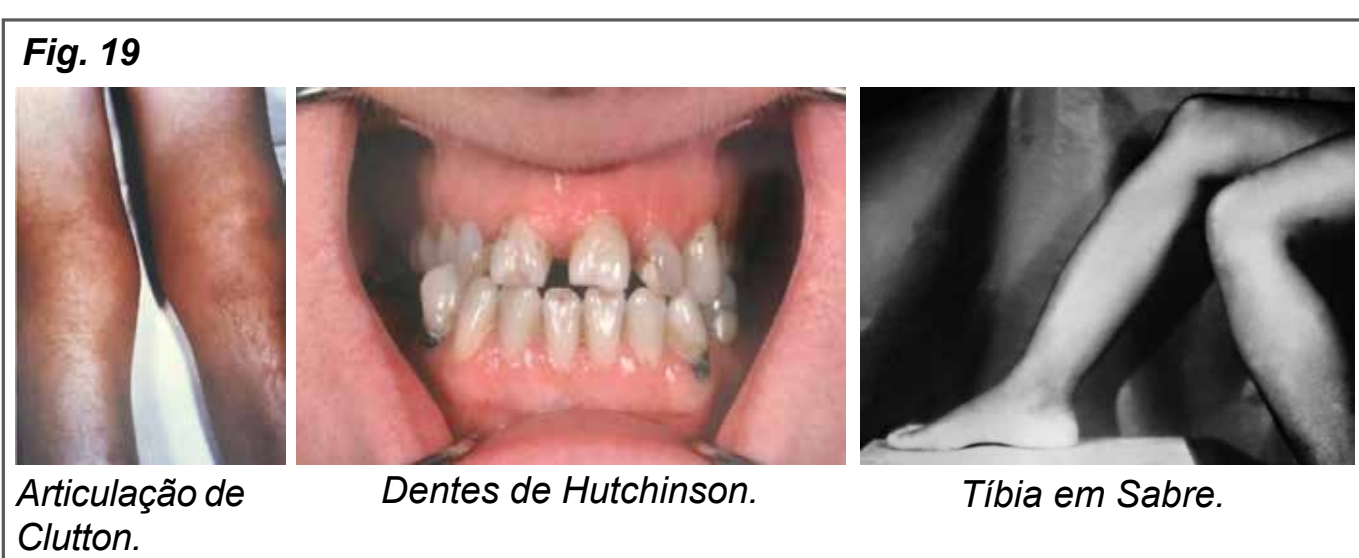 Fig. 19
Articulação de
Clutton.
Dentes de Hutchinson.
Tíbia em Sabre.